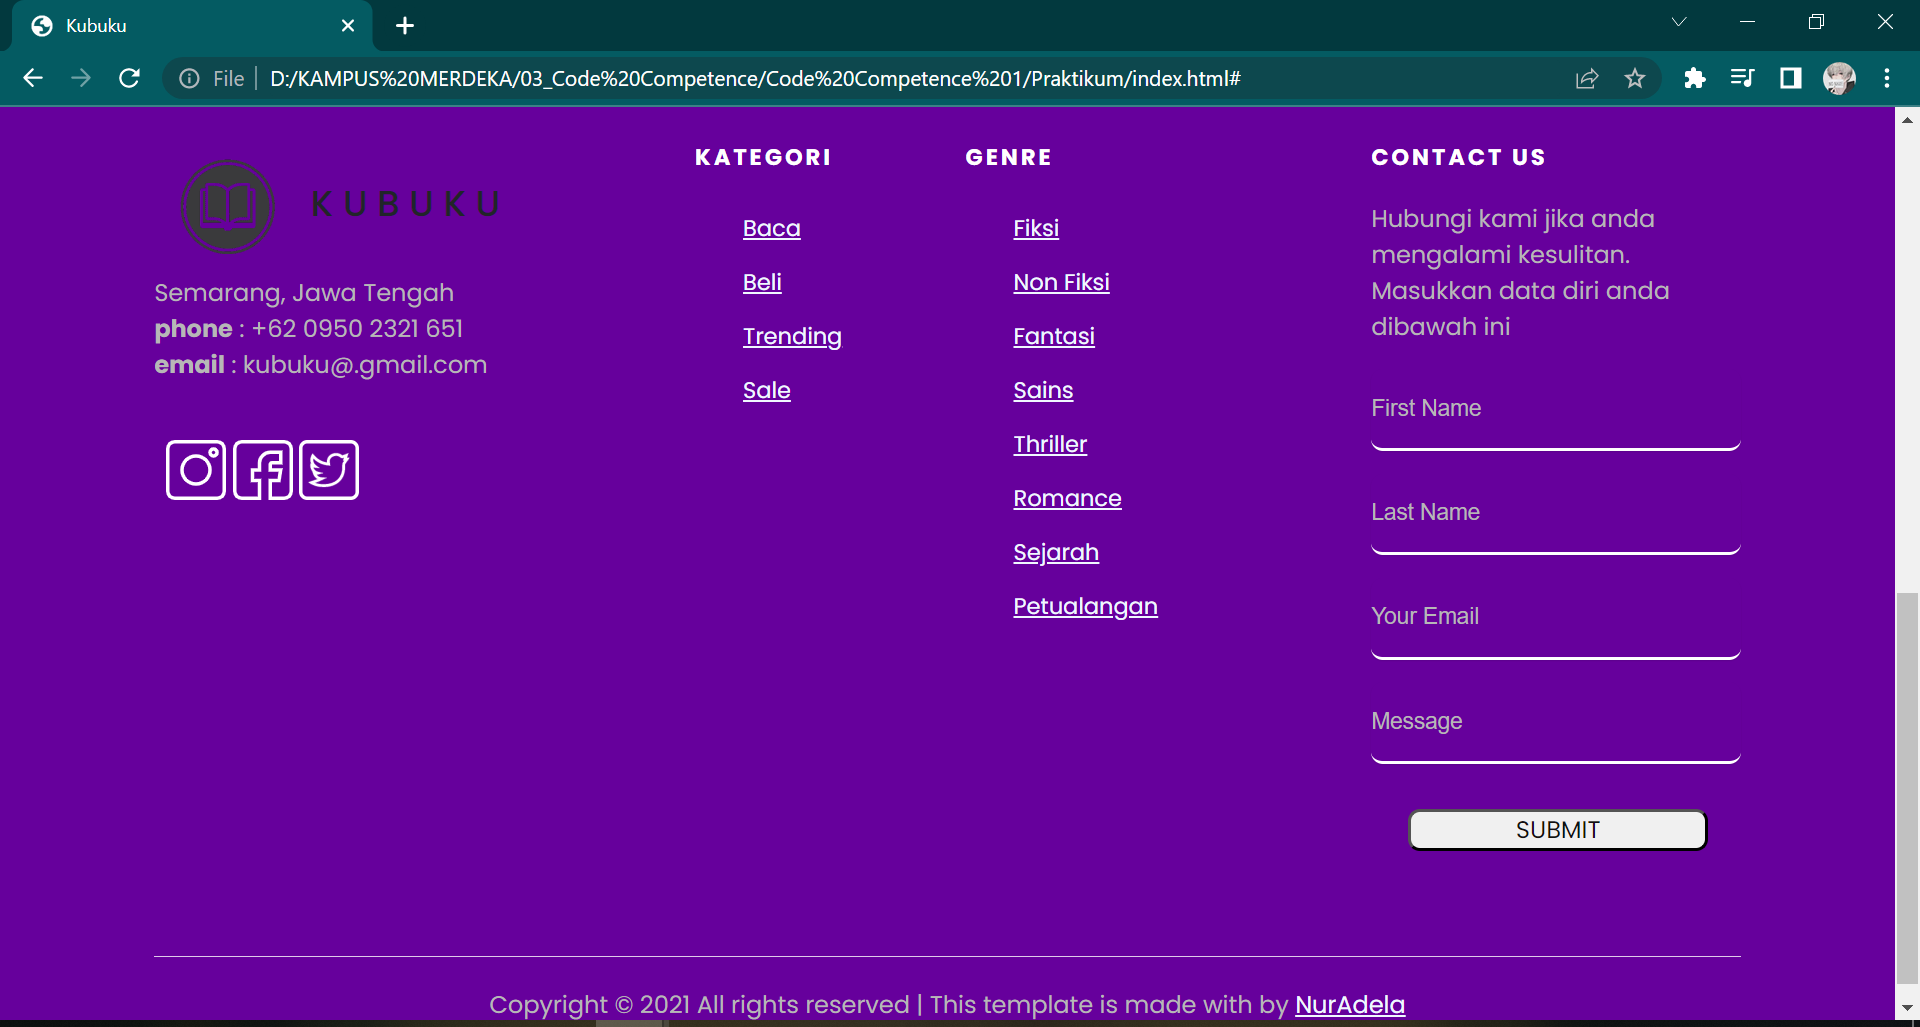 Kubuku
File
D:/KAMPUS%20MERDEKA/03_Code%20Competence/Code%20Competence%201/Praktikum/index.html#
KUBUKU
Semarang, Jawa Tengah
phone : +62 0950 2321 651
email : kubuku@.gmail.com
KATEGORI
Baca
Beli
Trending
Sale
GENRE
Fiksi
Non Fiksi
Fantasi
Sains
Thriller
Romance
Sejarah
Petualangan
CONTACT US
Hubungi kami jika anda
mengalami kesulitan.
Masukkan data diri anda
dibawah ini
First Name
Last Name
Your Email
Message
SUBMIT
Copyright © 2021 All rights reserved | This template is made with by NurAdela